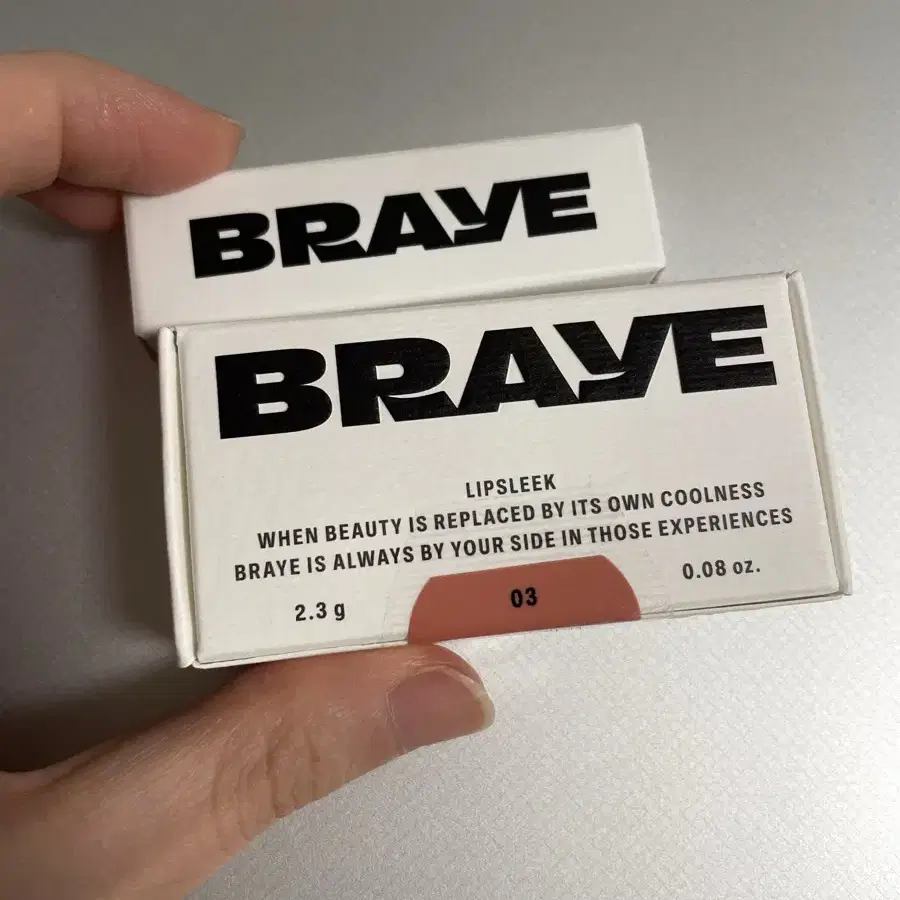 BRAYE
BRAYE
LIPSLEEK
WHEN BEAUTY IS REPLACED BY ITS OWN COOLNESS
BRAYE IS ALWAYS BY YOUR SIDE IN THOSE EXPERIENCES
2.3 g
03
0.08 oz.